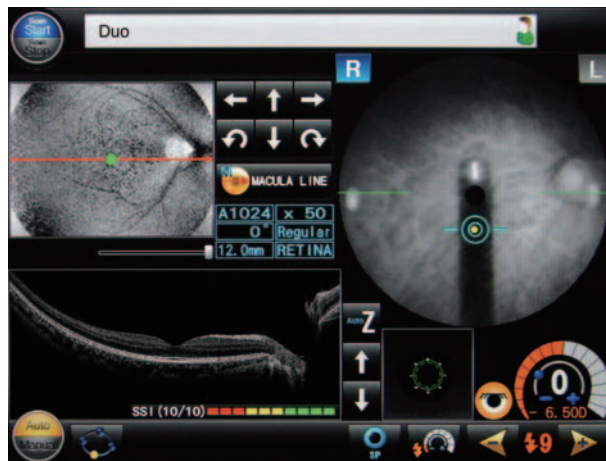 Scan
Start
Scan
Stop
Duo
R
L
M
MACULA LINE
A1024 x 50
0° Regular
12.0mm RETINA
Auto Z
SSI (10/10)
0
- 6.50D
Auto
Manual
SP
9